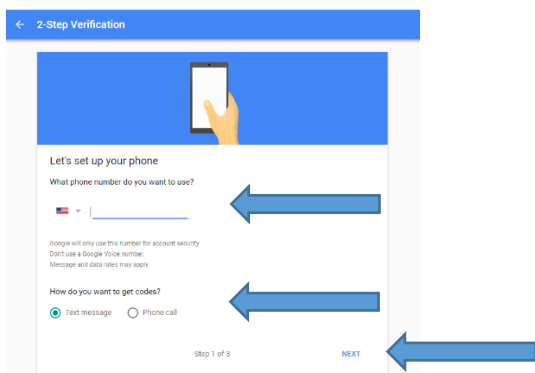 2-Step Verification
Let's set up your phone
What phone number do you want to use?
Google will only use this number for account security.
Don't use a Google Voice number.
Message and data rates may apply.
How do you want to get codes?
Text message Phone call
Step 1 of 3 NEXT